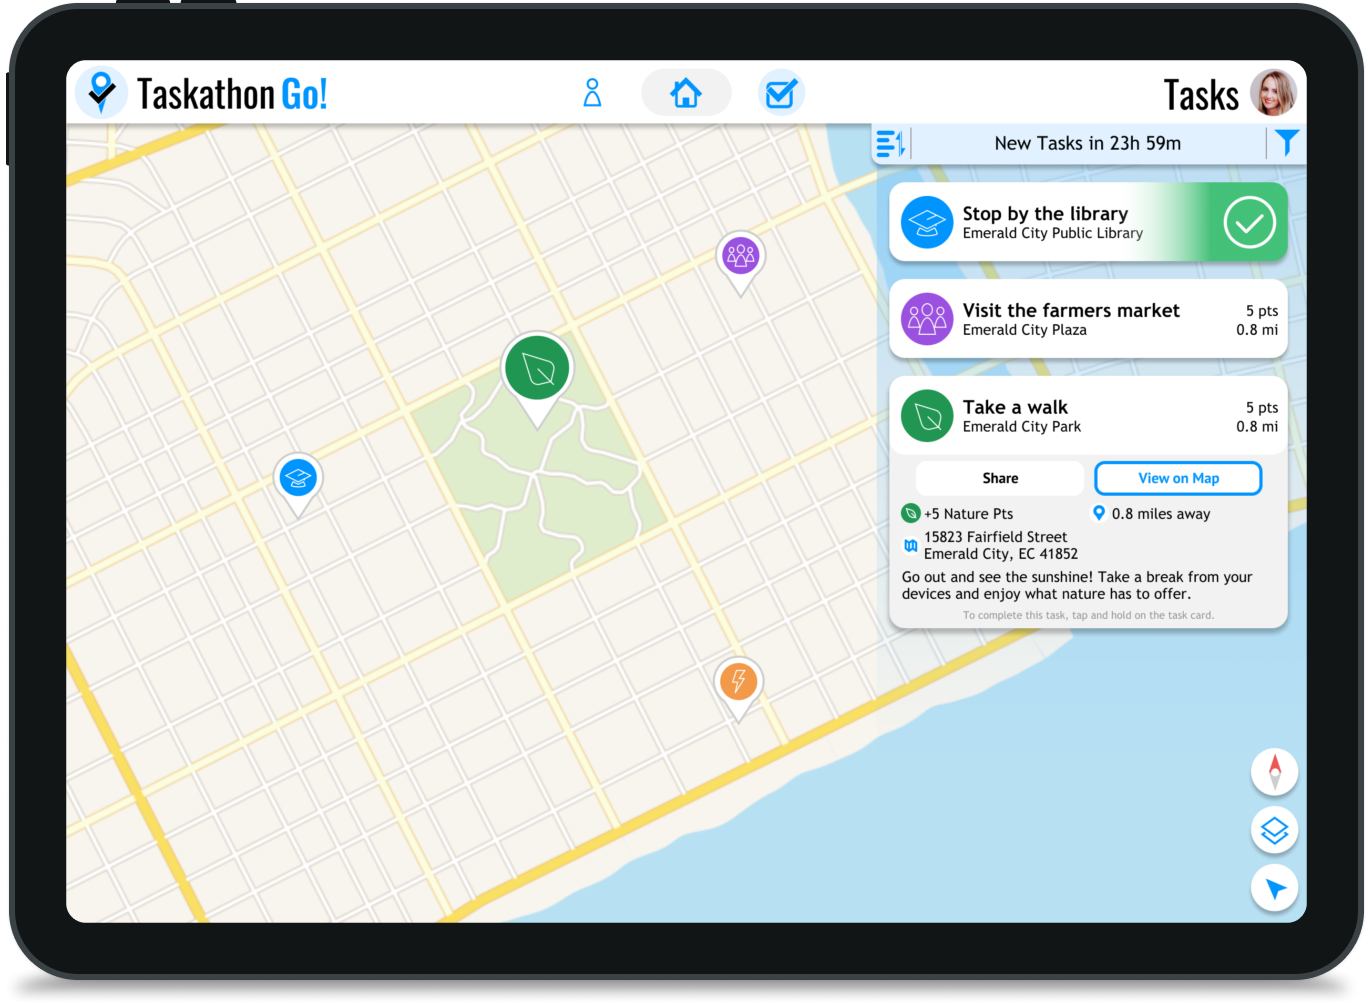 Taskathon Go!
Tasks
New Tasks in 23h 59m
Stop by the library
Emerald City Public Library
Visit the farmers market
5 pts
Emerald City Plaza
0.8 mi
Take a walk
5 pts
Emerald City Park
0.8 mi
Share
View on Map
+5 Nature Pts
0.8 miles away
15823 Fairfield Street
Emerald City, EC 41852
Go out and see the sunshine! Take a break from your
devices and enjoy what nature has to offer.
To complete this task, tap and hold on the task card.